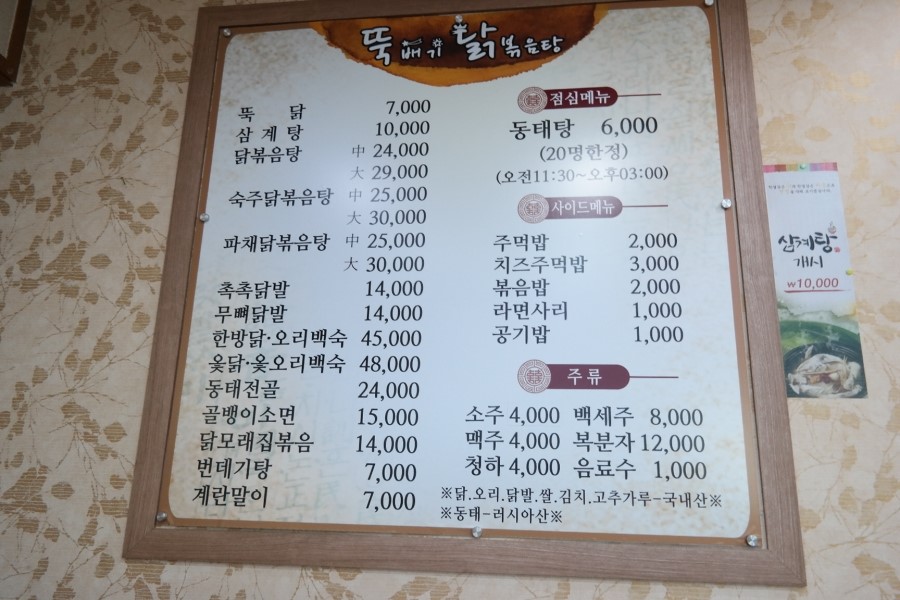 뚝배기 닭볶음탕
뚝 닭 7,000
삼계탕 10,000
닭볶음탕 中 24,000
大 29,000
숙주닭볶음탕 中 25,000
大 30,000
파채닭볶음탕 中 25,000
大 30,000
촉촉닭발 14,000
무뼈닭발 14,000
한방닭·오리백숙 45,000
옻닭·옻오리백숙 48,000
동태전골 24,000
골뱅이소면 15,000
닭모래집볶음 14,000
번데기탕 7,000
계란말이 7,000
점심메뉴
동태탕 6,000
(20명한정)
(오전11:30~오후03:00)
사이드메뉴
주먹밥 2,000
치즈주먹밥 3,000
볶음밥 2,000
라면사리 1,000
공기밥 1,000
주류
소주 4,000 백세주 8,000
맥주 4,000 복분자 12,000
청하 4,000 음료수 1,000
※닭.오리.닭발.쌀.김치.고추가루-국내산※
※동태-러시아산※
삼계탕
개시
₩10,000